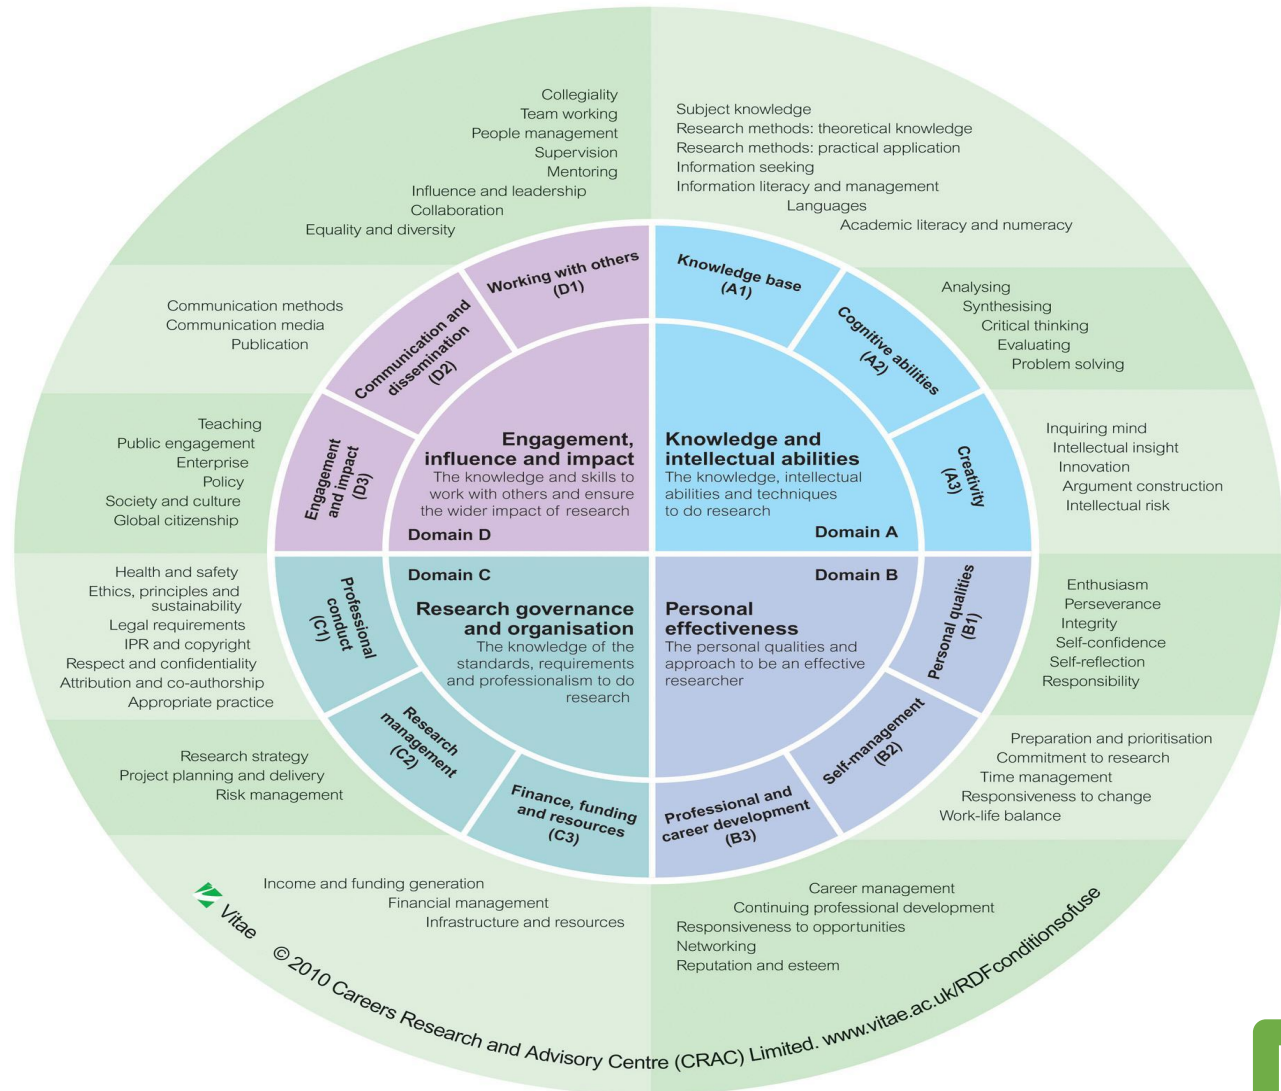 Collegiality
Team working
People management
Supervision
Mentoring
Influence and leadership
Collaboration
Equality and diversity
Subject knowledge
Research methods: theoretical knowledge
Research methods: practical application
Information seeking
Information literacy and management
Languages
Academic literacy and numeracy
Working with others
(D1)
Knowledge base
(A1)
Communication methods
Communication media
Publication
Communication and
dissemination
(D2)
Cognitive abilities
(A2)
Analysing
Synthesising
Critical thinking
Evaluating
Problem solving
Teaching
Public engagement
Enterprise
Policy
Society and culture
Global citizenship
Engagement
and impact
(D3)
Creativity
(A3)
Inquiring mind
Intellectual insight
Innovation
Argument construction
Intellectual risk
Engagement,
influence and impact
The knowledge and skills to
work with others and ensure
the wider impact of research
Domain D
Knowledge and
intellectual abilities
The knowledge, intellectual
abilities and techniques
to do research
Domain A
Domain C
Research governance
and organisation
The knowledge of the
standards, requirements
and professionalism to do
research
Domain B
Personal
effectiveness
The personal qualities and
approach to be an effective
researcher
Health and safety
Ethics, principles and
sustainability
Legal requirements
IPR and copyright
Respect and confidentiality
Attribution and co-authorship
Appropriate practice
Professional
conduct
(C1)
Personal qualities
(B1)
Enthusiasm
Perseverance
Integrity
Self-confidence
Self-reflection
Responsibility
Research strategy
Project planning and delivery
Risk management
Research
management
(C2)
Self-management
(B2)
Preparation and prioritisation
Commitment to research
Time management
Responsiveness to change
Work-life balance
Finance, funding
and resources
(C3)
Professional and
career development
(B3)
Income and funding generation
Financial management
Infrastructure and resources
Career management
Continuing professional development
Responsiveness to opportunities
Networking
Reputation and esteem
Vitae © 2010 Careers Research and Advisory Centre (CRAC) Limited. www.vitae.ac.uk/RDFconditionsofuse